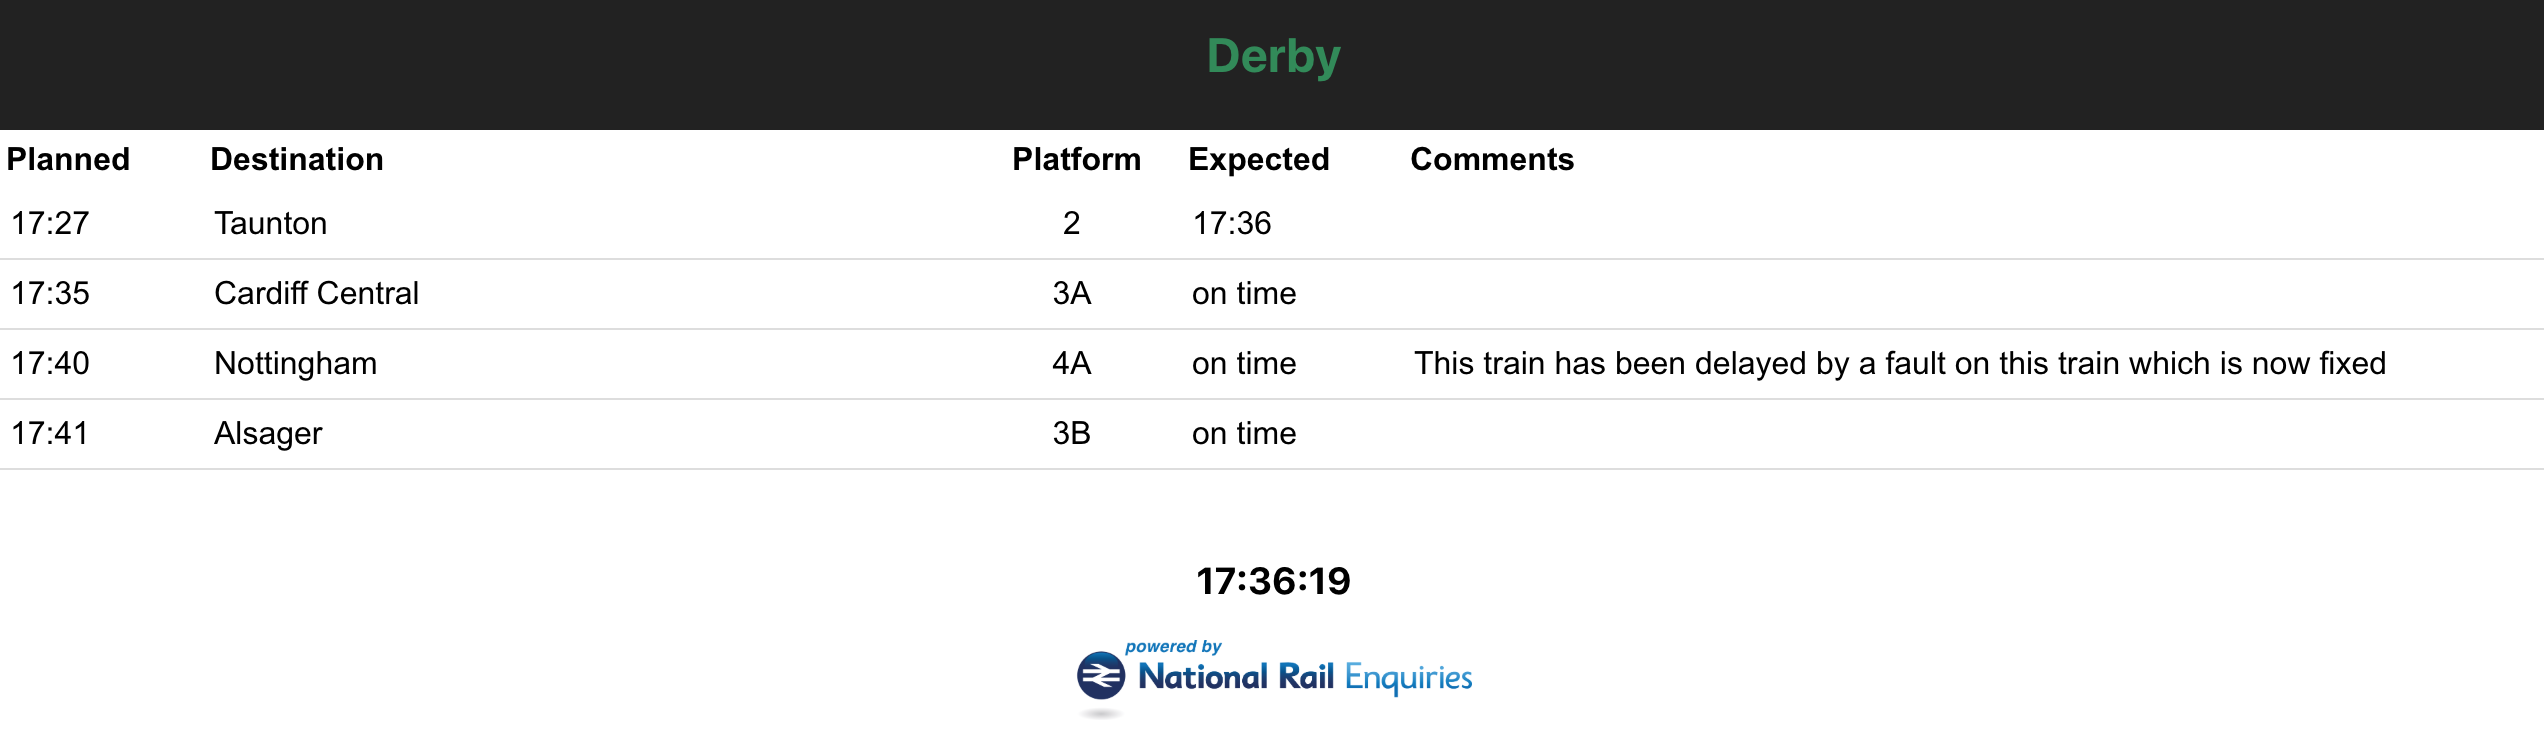 Derby
Planned Destination Platform Expected Comments
17:27 Taunton 2 17:36
17:35 Cardiff Central 3A on time
17:40 Nottingham 4A on time This train has been delayed by a fault on this train which is now fixed
17:41 Alsager 3B on time
17:36:19
powered by
National Rail Enquiries